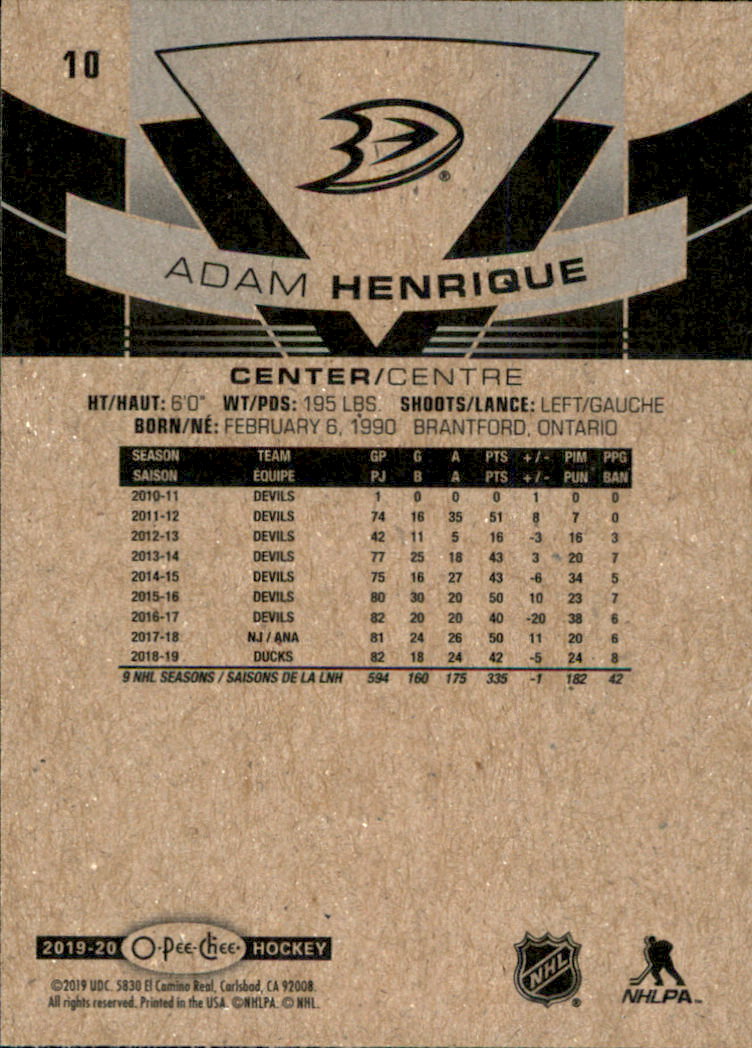 10
ADAM HENRIQUE
CENTER/CENTRE
HT/HAUT: 6'0" WT/PDS: 195 LBS. SHOOTS/LANCE: LEFT/GAUCHE
BORN/NÉ: FEBRUARY 6, 1990 BRANTFORD, ONTARIO
SEASON TEAM GP G A PTS +/- PIM PPG
SAISON ÉQUIPE PJ B A PTS +/- PUN BAN
2010-11 DEVILS 1 0 0 0 1 0 0
2011-12 DEVILS 74 16 35 51 8 7 0
2012-13 DEVILS 42 11 5 16 -3 16 3
2013-14 DEVILS 77 25 18 43 3 20 7
2014-15 DEVILS 75 16 27 43 -6 34 5
2015-16 DEVILS 80 30 20 50 10 23 7
2016-17 DEVILS 82 20 20 40 -20 38 6
2017-18 NJ / ANA 81 24 26 50 11 20 6
2018-19 DUCKS 82 18 24 42 -5 24 8
9 NHL SEASONS / SAISONS DE LA LNH 594 160 175 335 -1 182 42
2019-20 O-Pee-Chee HOCKEY
©2019 UDC. 5830 El Camino Real, Carlsbad, CA 92008.
All rights reserved. Printed in the USA. ©NHLPA. © NHL.
NHL ®
NHLPA™